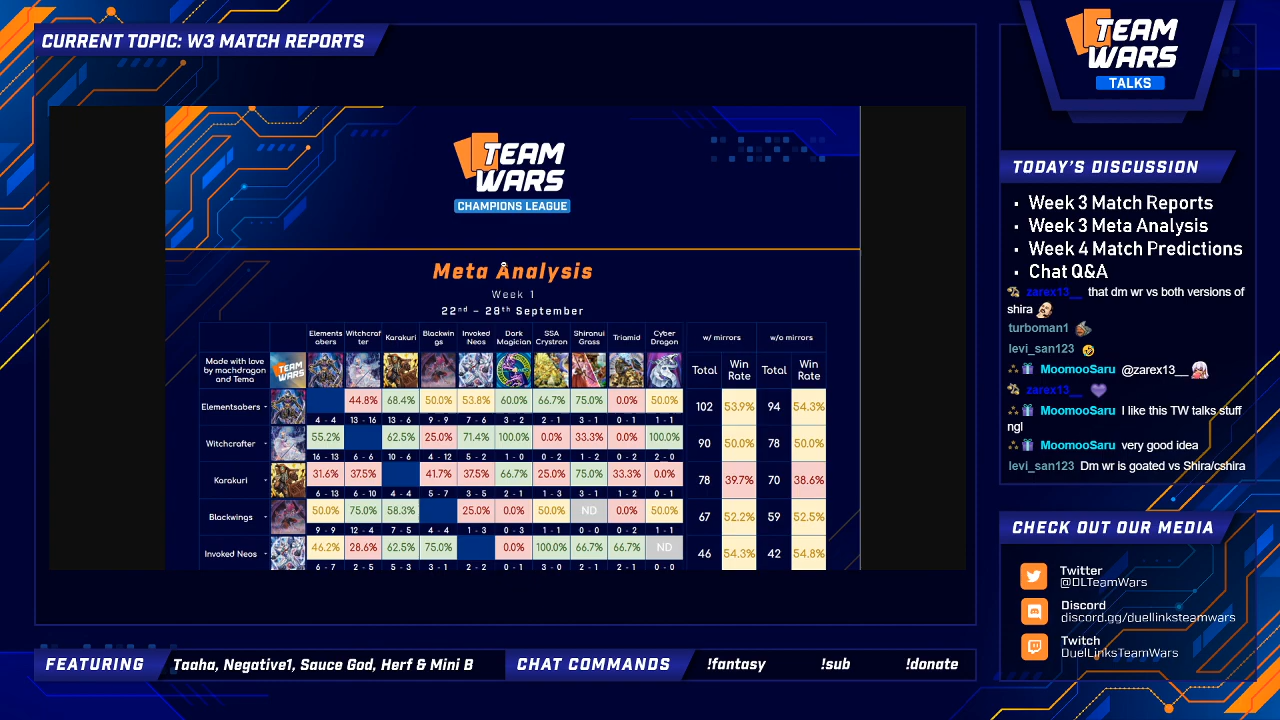 CURRENT TOPIC: W3 MATCH REPORTS
TEAM
WARS
TALKS
TEAM
WARS
CHAMPIONS LEAGUE
Meta Analysis
Week 1
22nd - 28th September
Elements abers Witchcraf ter Karakuri Blackwin gs Invoked Neos Dark Magician SSA Crystron Shiranui Grass Triamid Cyber Dragon w/ mirrors w/o mirrors
Made with love by machdragon and Tema TEAM WARS Total Win Rate Total Win Rate
Elementsabers 44.8% 68.4% 50.0% 53.8% 60.0% 66.7% 75.0% 0.0% 50.0% 102 53.9% 94 54.3%
4 - 4 13 - 16 13 - 6 9 - 9 7 - 6 3 - 2 2 - 1 3 - 1 0 - 2 1 - 1
Witchcrafter 55.2% 62.5% 25.0% 71.4% 100.0% 0.0% 33.3% 0.0% 100.0% 90 50.0% 78 50.0%
16 - 13 6 - 6 10 - 6 4 - 12 5 - 2 1 - 0 0 - 2 1 - 2 0 - 1 2 - 0
Karakuri 31.6% 37.5% 41.7% 37.5% 66.7% 25.0% 75.0% 33.3% 0.0% 78 39.7% 70 38.6%
6 - 13 6 - 10 4 - 4 5 - 7 3 - 5 2 - 1 1 - 3 3 - 1 1 - 2 0 - 1
Blackwings 50.0% 75.0% 58.3% 25.0% 0.0% 50.0% ND 0.0% 50.0% 67 52.2% 59 52.5%
9 - 9 12 - 4 7 - 5 4 - 4 1 - 3 0 - 3 1 - 1 0 - 0 0 - 2 1 - 1
Invoked Neos 46.2% 28.6% 62.5% 75.0% 0.0% 100.0% 66.7% 66.7% ND 46 54.3% 42 54.8%
6 - 7 2 - 5 5 - 3 3 - 1 2 - 2 0 - 1 3 - 0 2 - 1 2 - 1 0 - 0
TODAY'S DISCUSSION
· Week 3 Match Reports
· Week 3 Meta Analysis
· Week 4 Match Predictions
· Chat Q&A
zarex13__ that dm wr vs both versions of
shira
turboman1
levi_san123
MoomooSaru @zarex13__
zarex13__
MoomooSaru I like this TW talks stuff
ngl
MoomooSaru very good idea
levi_san123 Dm wr is goated vs Shira/cshira
CHECK OUT OUR MEDIA
Twitter
@DLTeamWars
Discord
discord.gg/duellinksteamwars
Twitch
DuelLinksTeamWars
FEATURING Taaha, Negative1, Sauce God, Herf & Mini B CHAT COMMANDS !fantasy !sub !donate